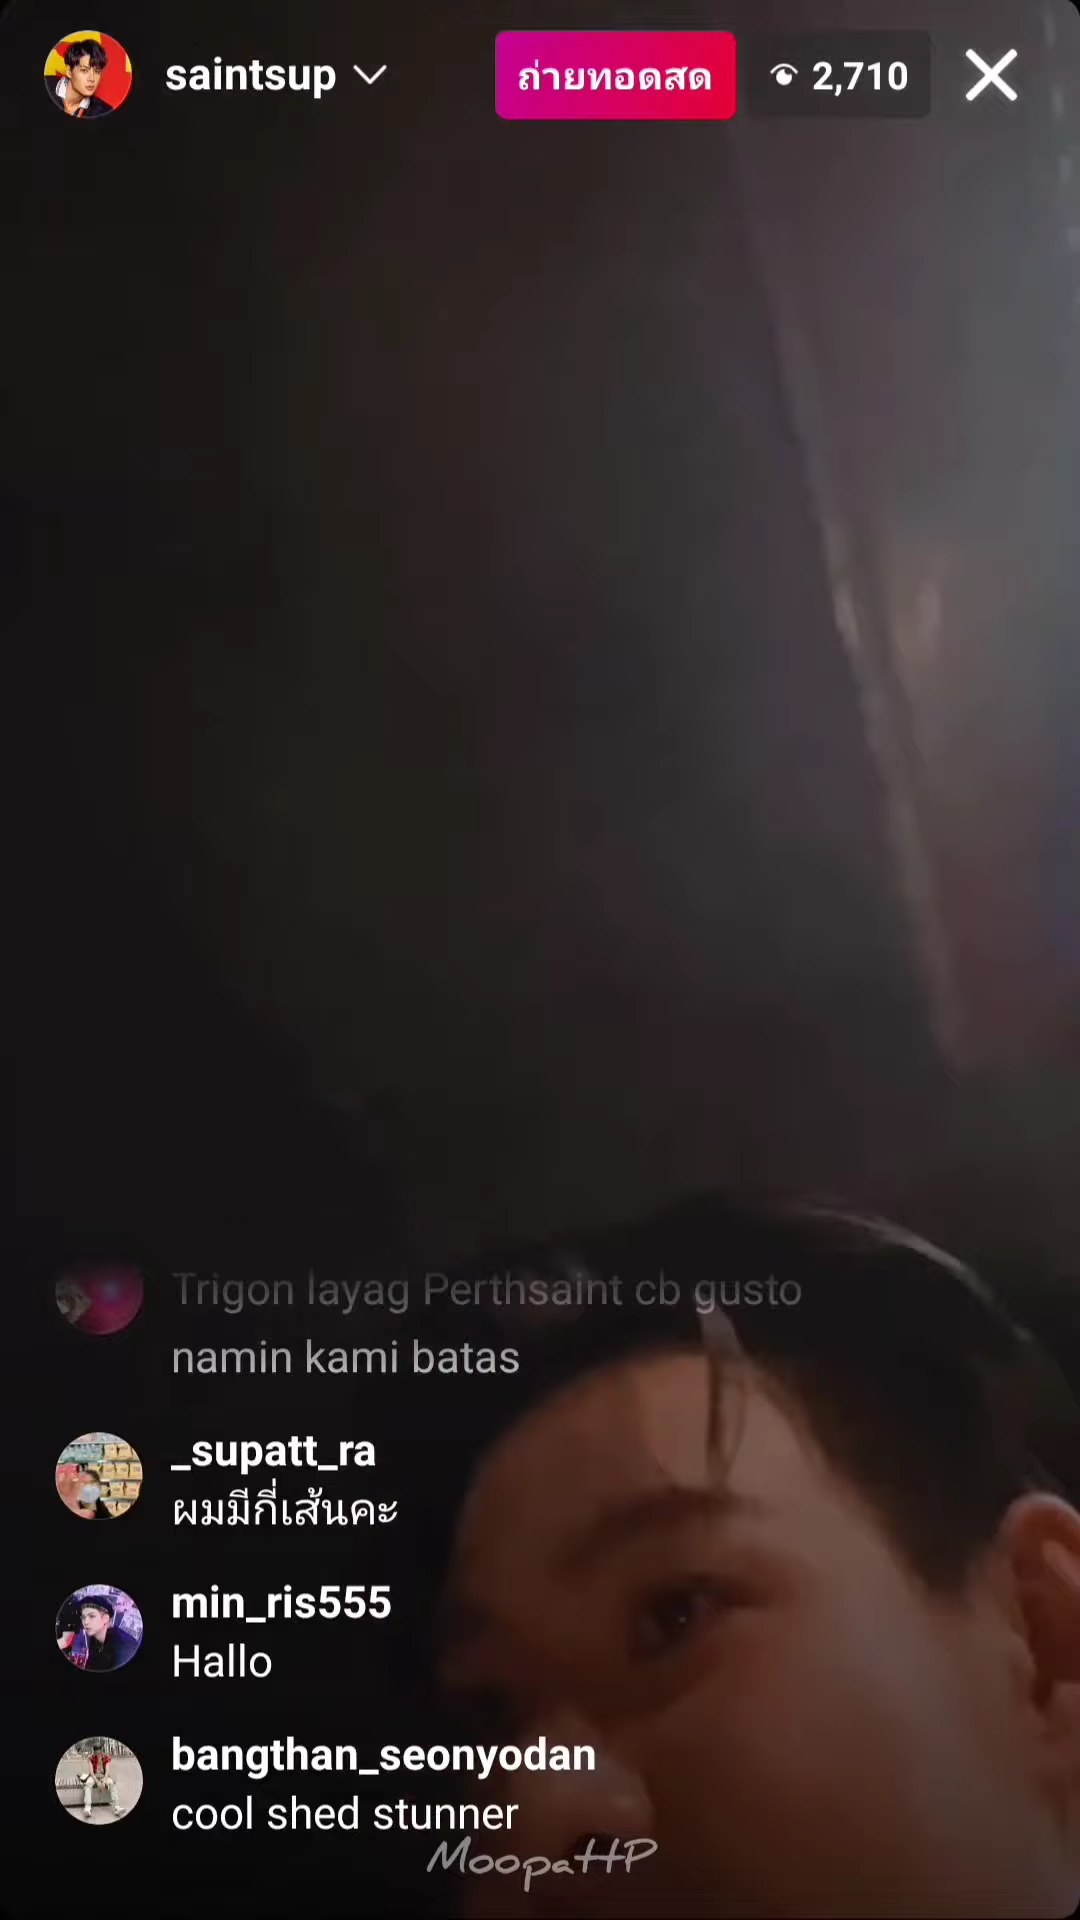 saintsup
ถ่ายทอดสด
2,710
Trigon layag Perthsaint cb gusto
namin kami batas
_supatt_ra
ผมมีกี่เส้นคะ
min_ris555
Hallo
bangthan_seonyodan
cool shed stunner
MoopaHP